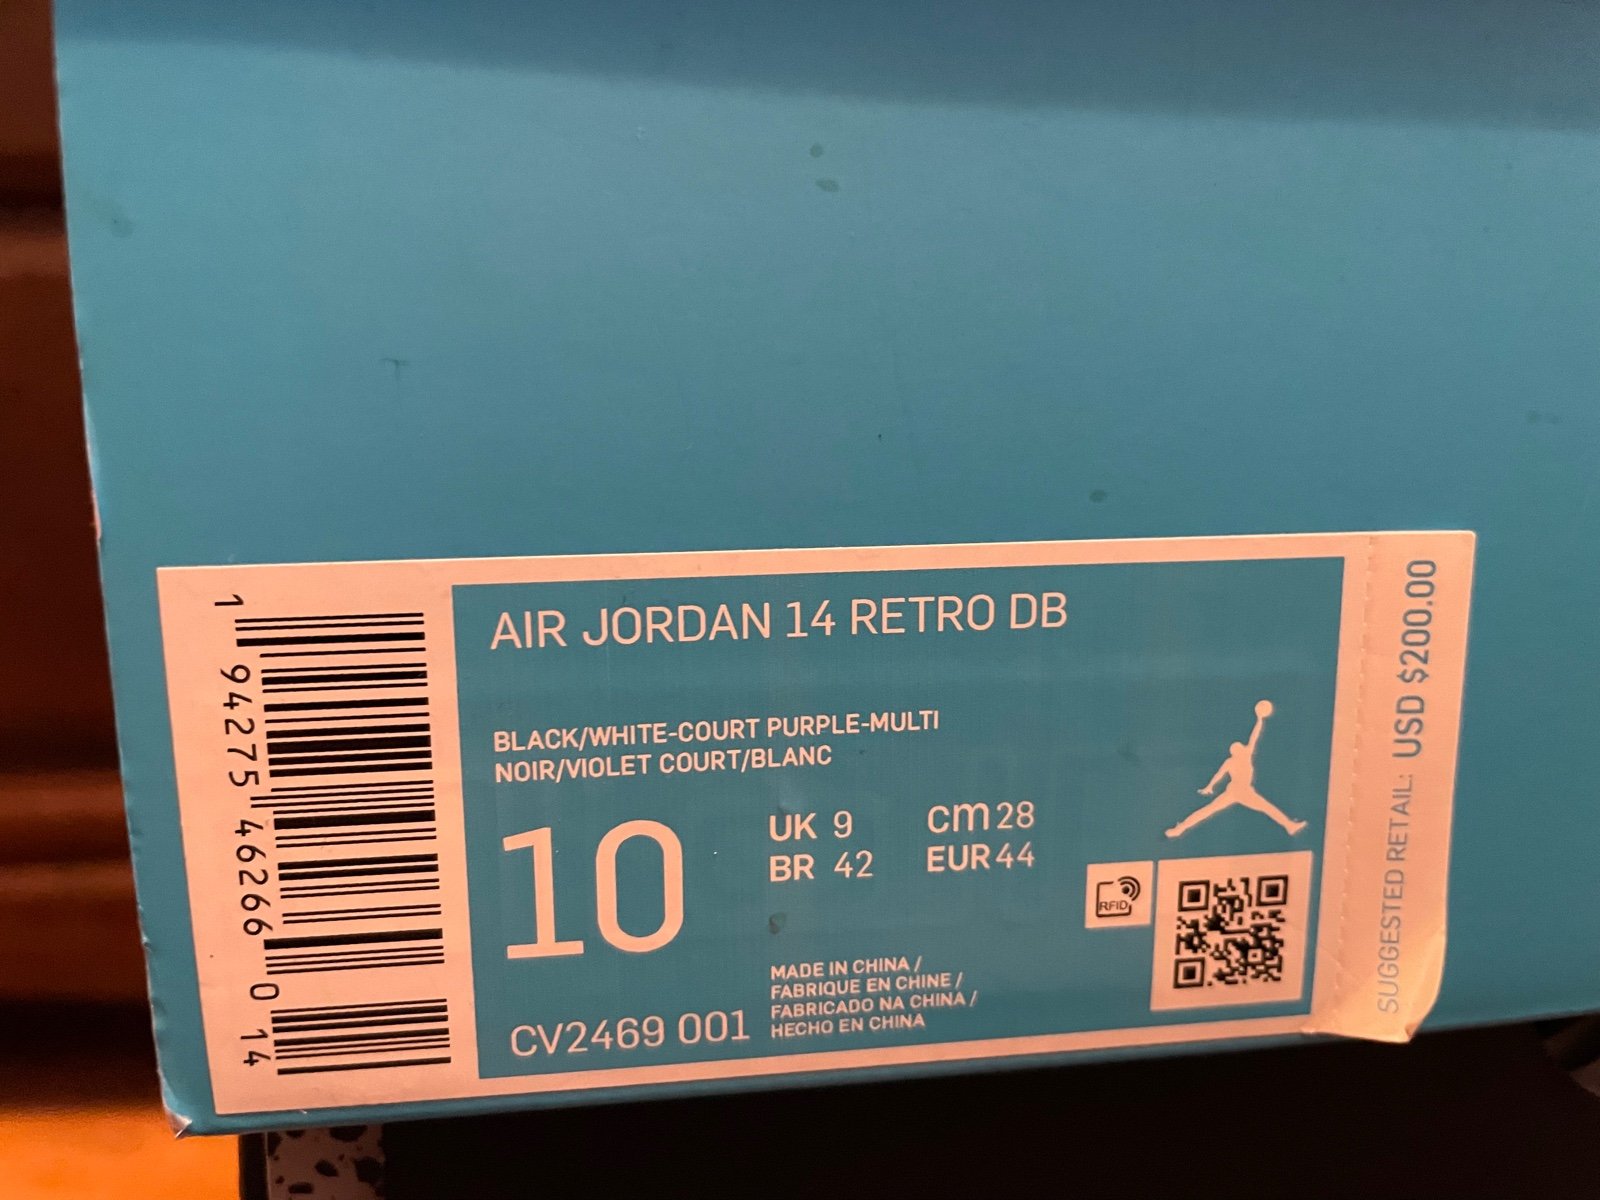 AIR JORDAN 14 RETRO DB
BLACK/WHITE-COURT PURPLE-MULTI
NOIR/VIOLET COURT/BLANC
10
UK 9
cm 28
BR 42
EUR 44
MADE IN CHINA /
FABRIQUE EN CHINE /
FABRICADO NA CHINA /
HECHO EN CHINA
CV2469 001
RFID
1 94275 46266 0 14
SUGGESTED RETAIL: USD $200.00